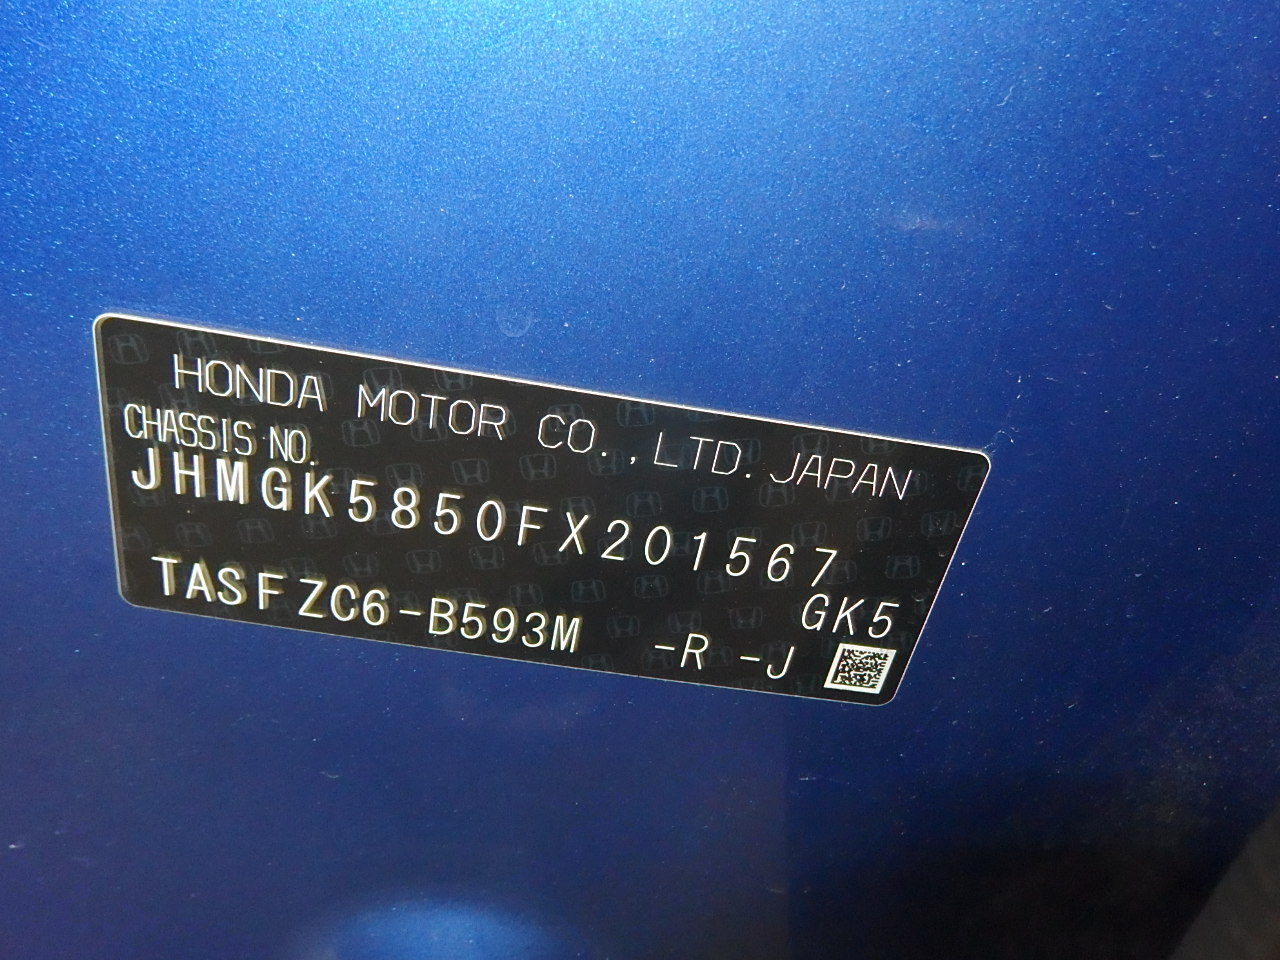 HONDA MOTOR CO., LTD. JAPAN
CHASSIS NO.
JHMGK5850FX201567
GK5
TASFZC6-B593M -R -J